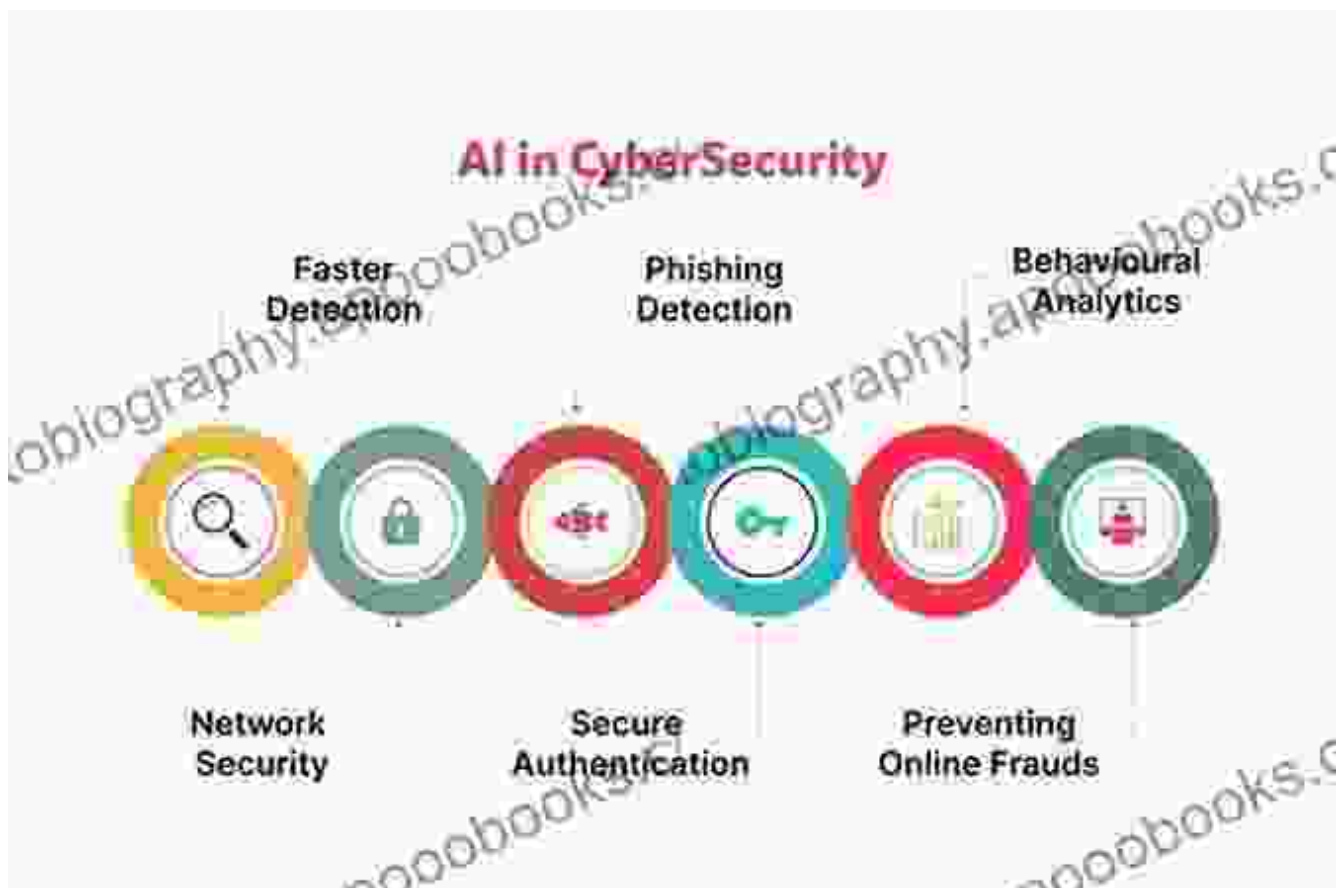 AI in CyberSecurity
Faster
Detection
Phishing
Detection
Behavioural
Analytics
Network
Security
Secure
Authentication
Preventing
Online Frauds